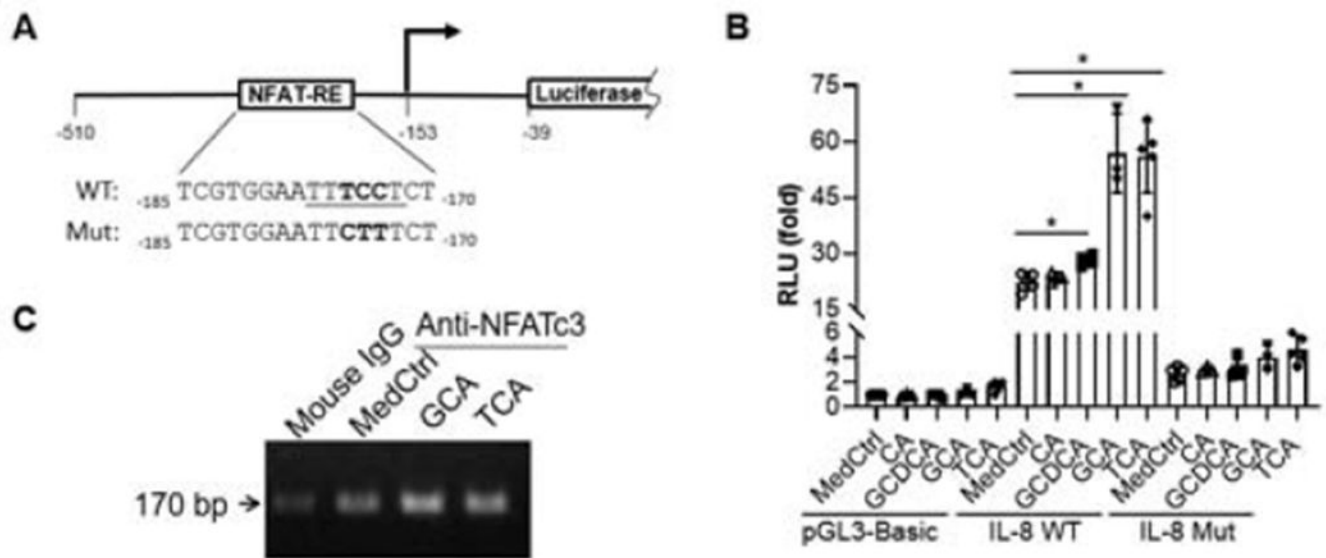 A
NFAT-RE
Luciferase
-510
-153
-39
WT: -185 TCGTGGAATTTCCTCT -170
Mut: -185 TCGTGGAATTCTTTCT -170
B
RLU (fold)
75
60
45
30
15
6
4
2
0
* * *
MedCtrl CA GCDCA GCA TCA MedCtrl CA GCDCA GCA TCA MedCtrl CA GCDCA GCA TCA
pGL3-Basic IL-8 WT IL-8 Mut
C
Anti-NFATc3
Mouse IgG MedCtrl GCA TCA
170 bp →